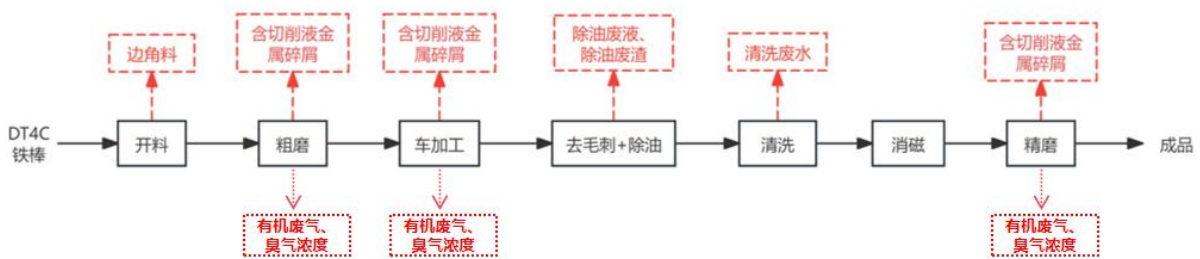 边角料
含切削液金
属碎屑
含切削液金
属碎屑
除油废液、
除油废渣
清洗废水
含切削液金
属碎屑
DT4C
铁棒
开料
粗磨
车加工
去毛刺+除油
清洗
消磁
精磨
成品
有机废气、
臭气浓度
有机废气、
臭气浓度
有机废气、
臭气浓度